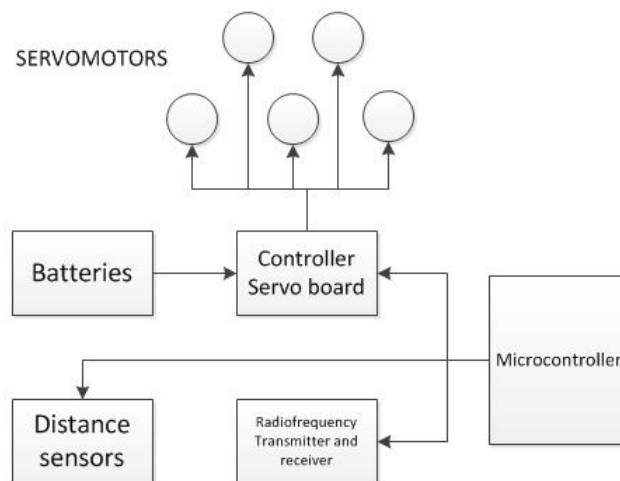 SERVOMOTORS
Batteries
Controller
Servo board
Microcontroller
Distance
sensors
Radiofrequency
Transmitter and
receiver